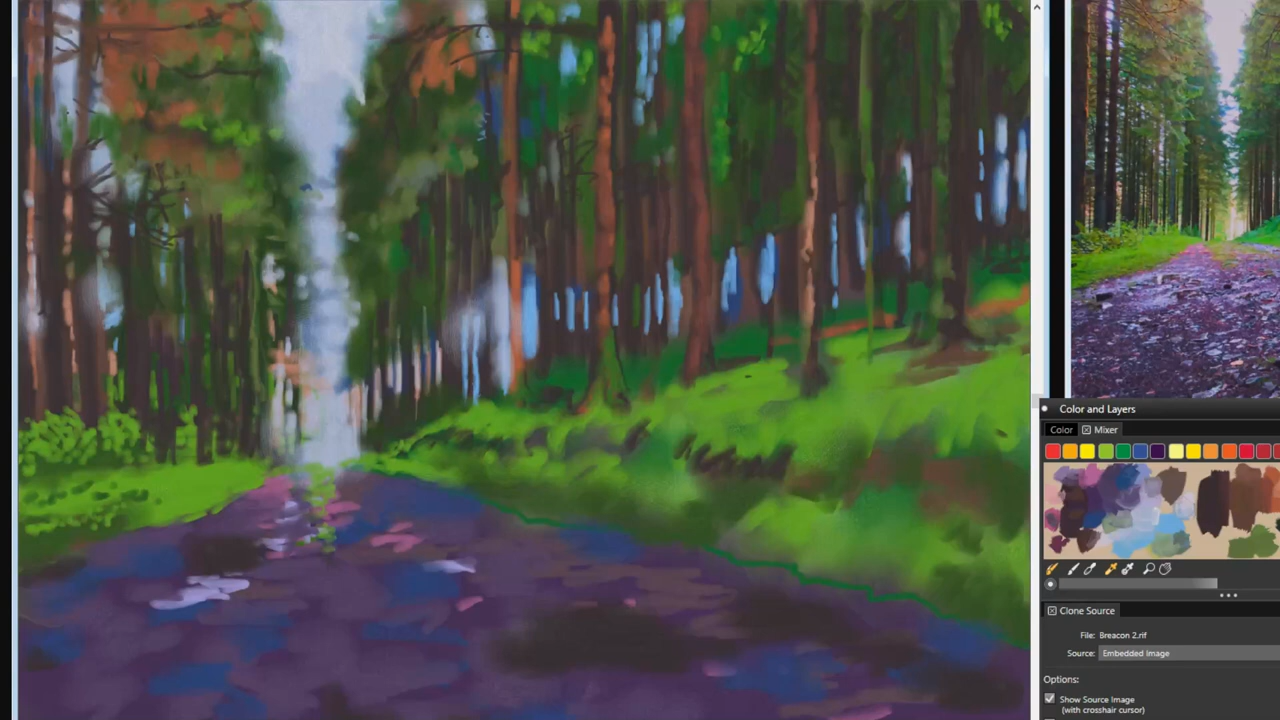 Color and Layers
Color
Mixer
Clone Source
File: Breacon 2.rif
Source: Embedded Image
Options:
Show Source Image
(with crosshair cursor)